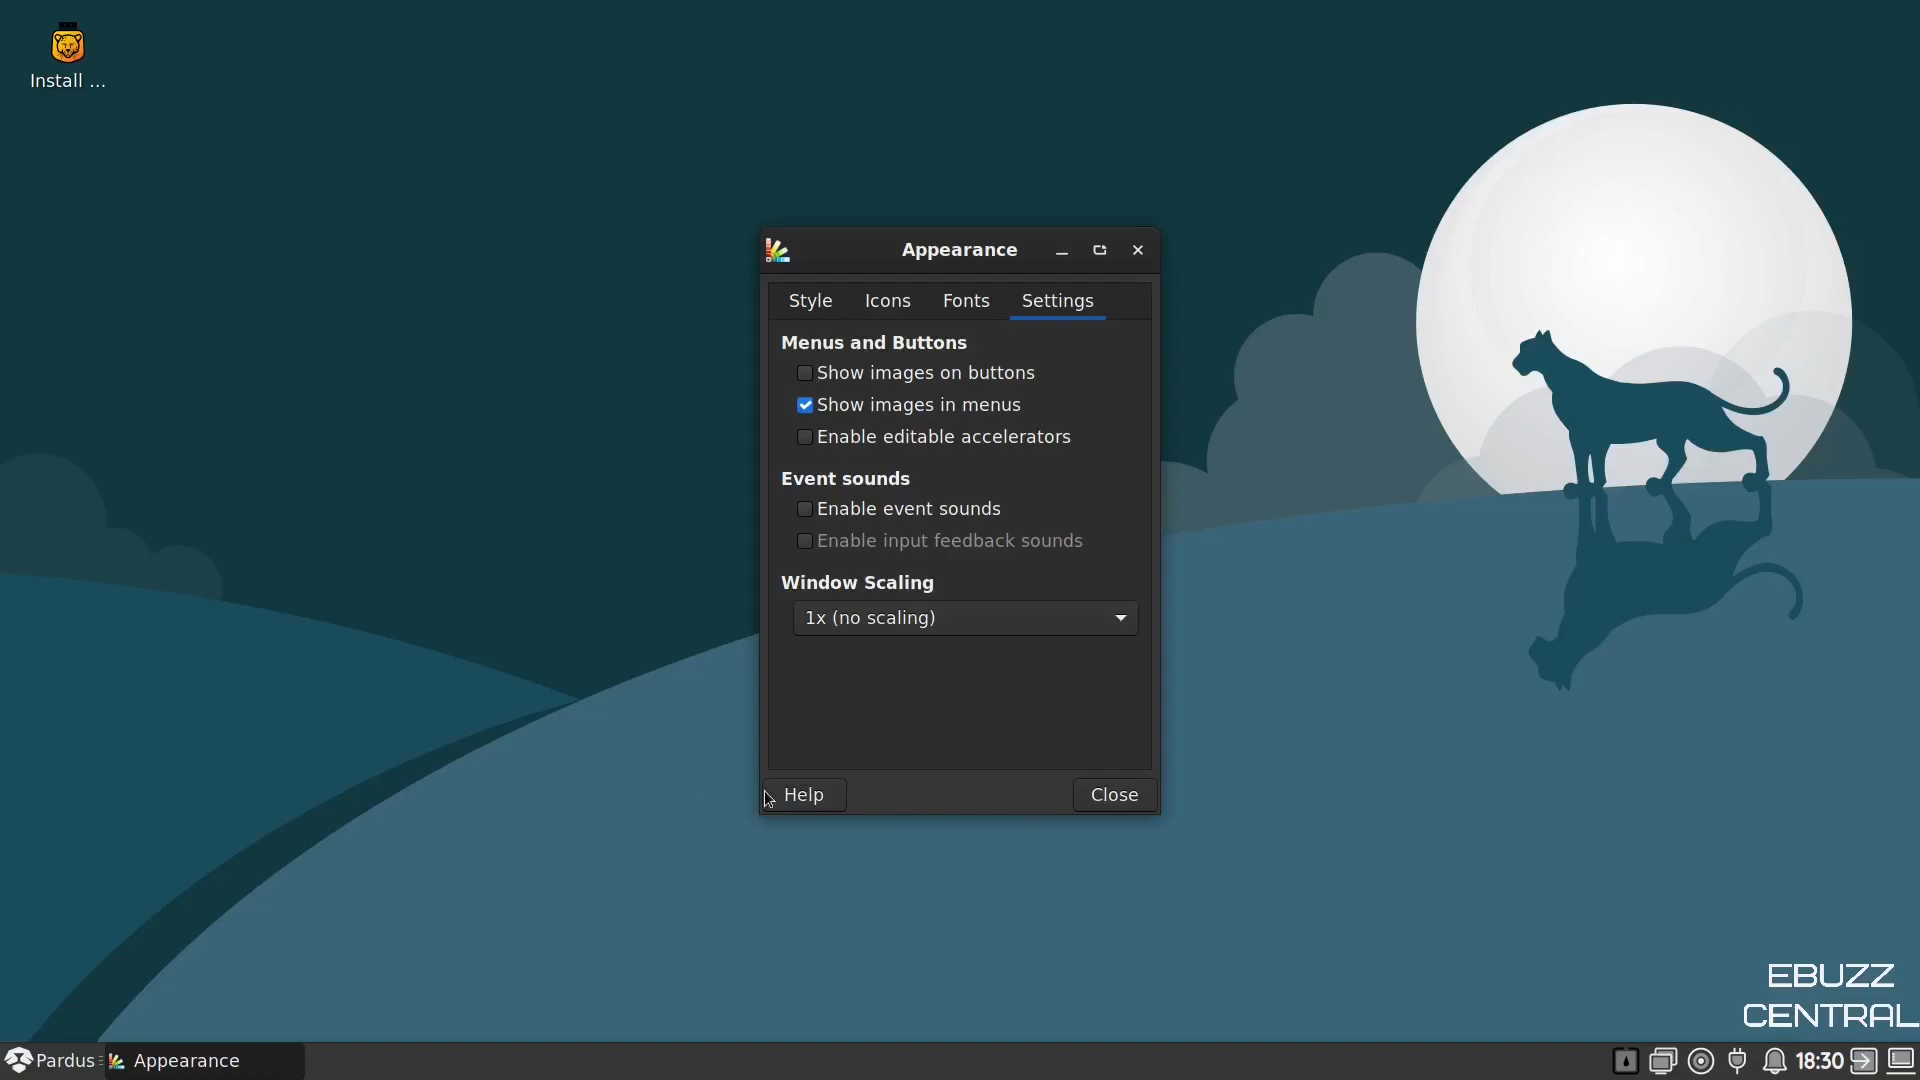 Install ...
Appearance
Style Icons Fonts Settings
Menus and Buttons
Show images on buttons
Show images in menus
Enable editable accelerators
Event sounds
Enable event sounds
Enable input feedback sounds
Window Scaling
1x (no scaling)
Help Close
EBUZZ
CENTRAL
Pardus Appearance 18:30